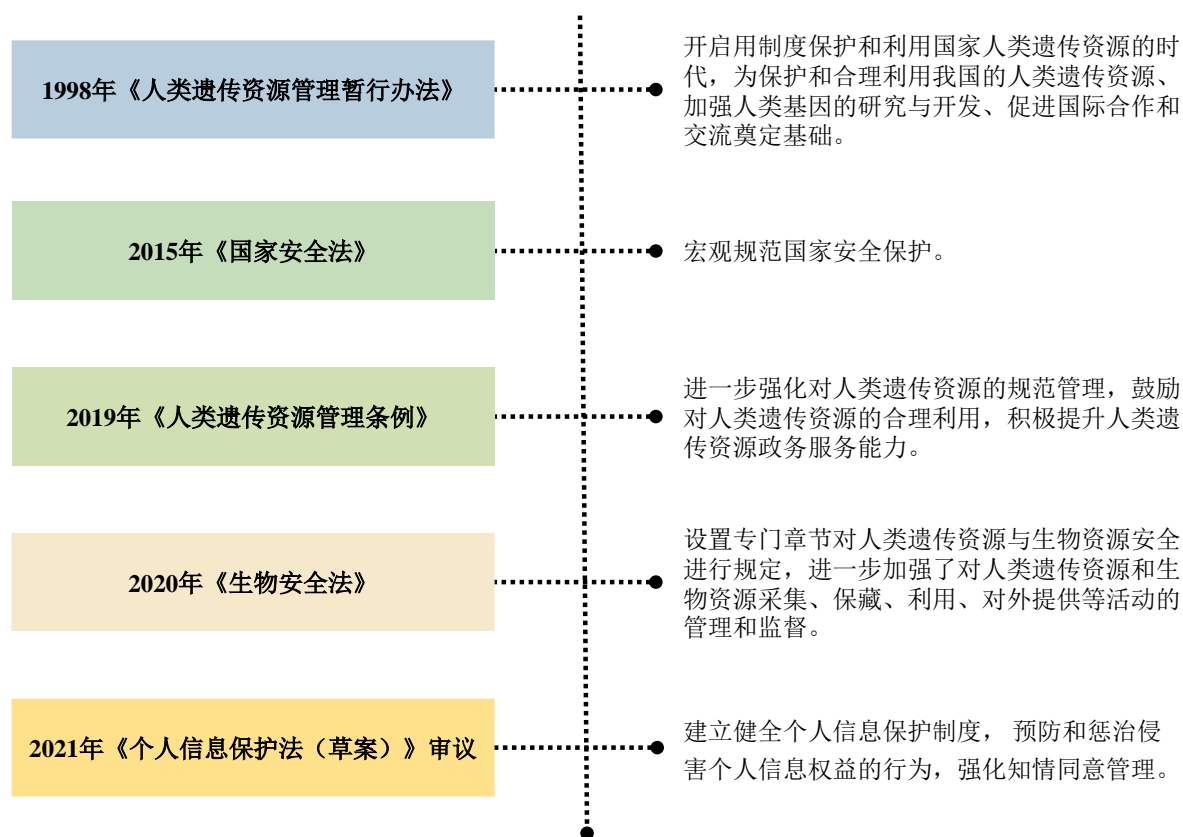 1998年《人类遗传资源管理暂行办法》
开启用制度保护和利用国家人类遗传资源的时
代，为保护和合理利用我国的人类遗传资源、
加强人类基因的研究与开发、促进国际合作和
交流奠定基础。
2015年《国家安全法》
宏观规范国家安全保护。
2019年《人类遗传资源管理条例》
进一步强化对人类遗传资源的规范管理，鼓励
对人类遗传资源的合理利用，积极提升人类遗
传资源政务服务能力。
2020年《生物安全法》
设置专门章节对人类遗传资源与生物资源安全
进行规定，进一步加强了对人类遗传资源和生
物资源采集、保藏、利用、对外提供等活动的
管理和监督。
2021年《个人信息保护法（草案）》审议
建立健全个人信息保护制度， 预防和惩治侵
害个人信息权益的行为，强化知情同意管理。